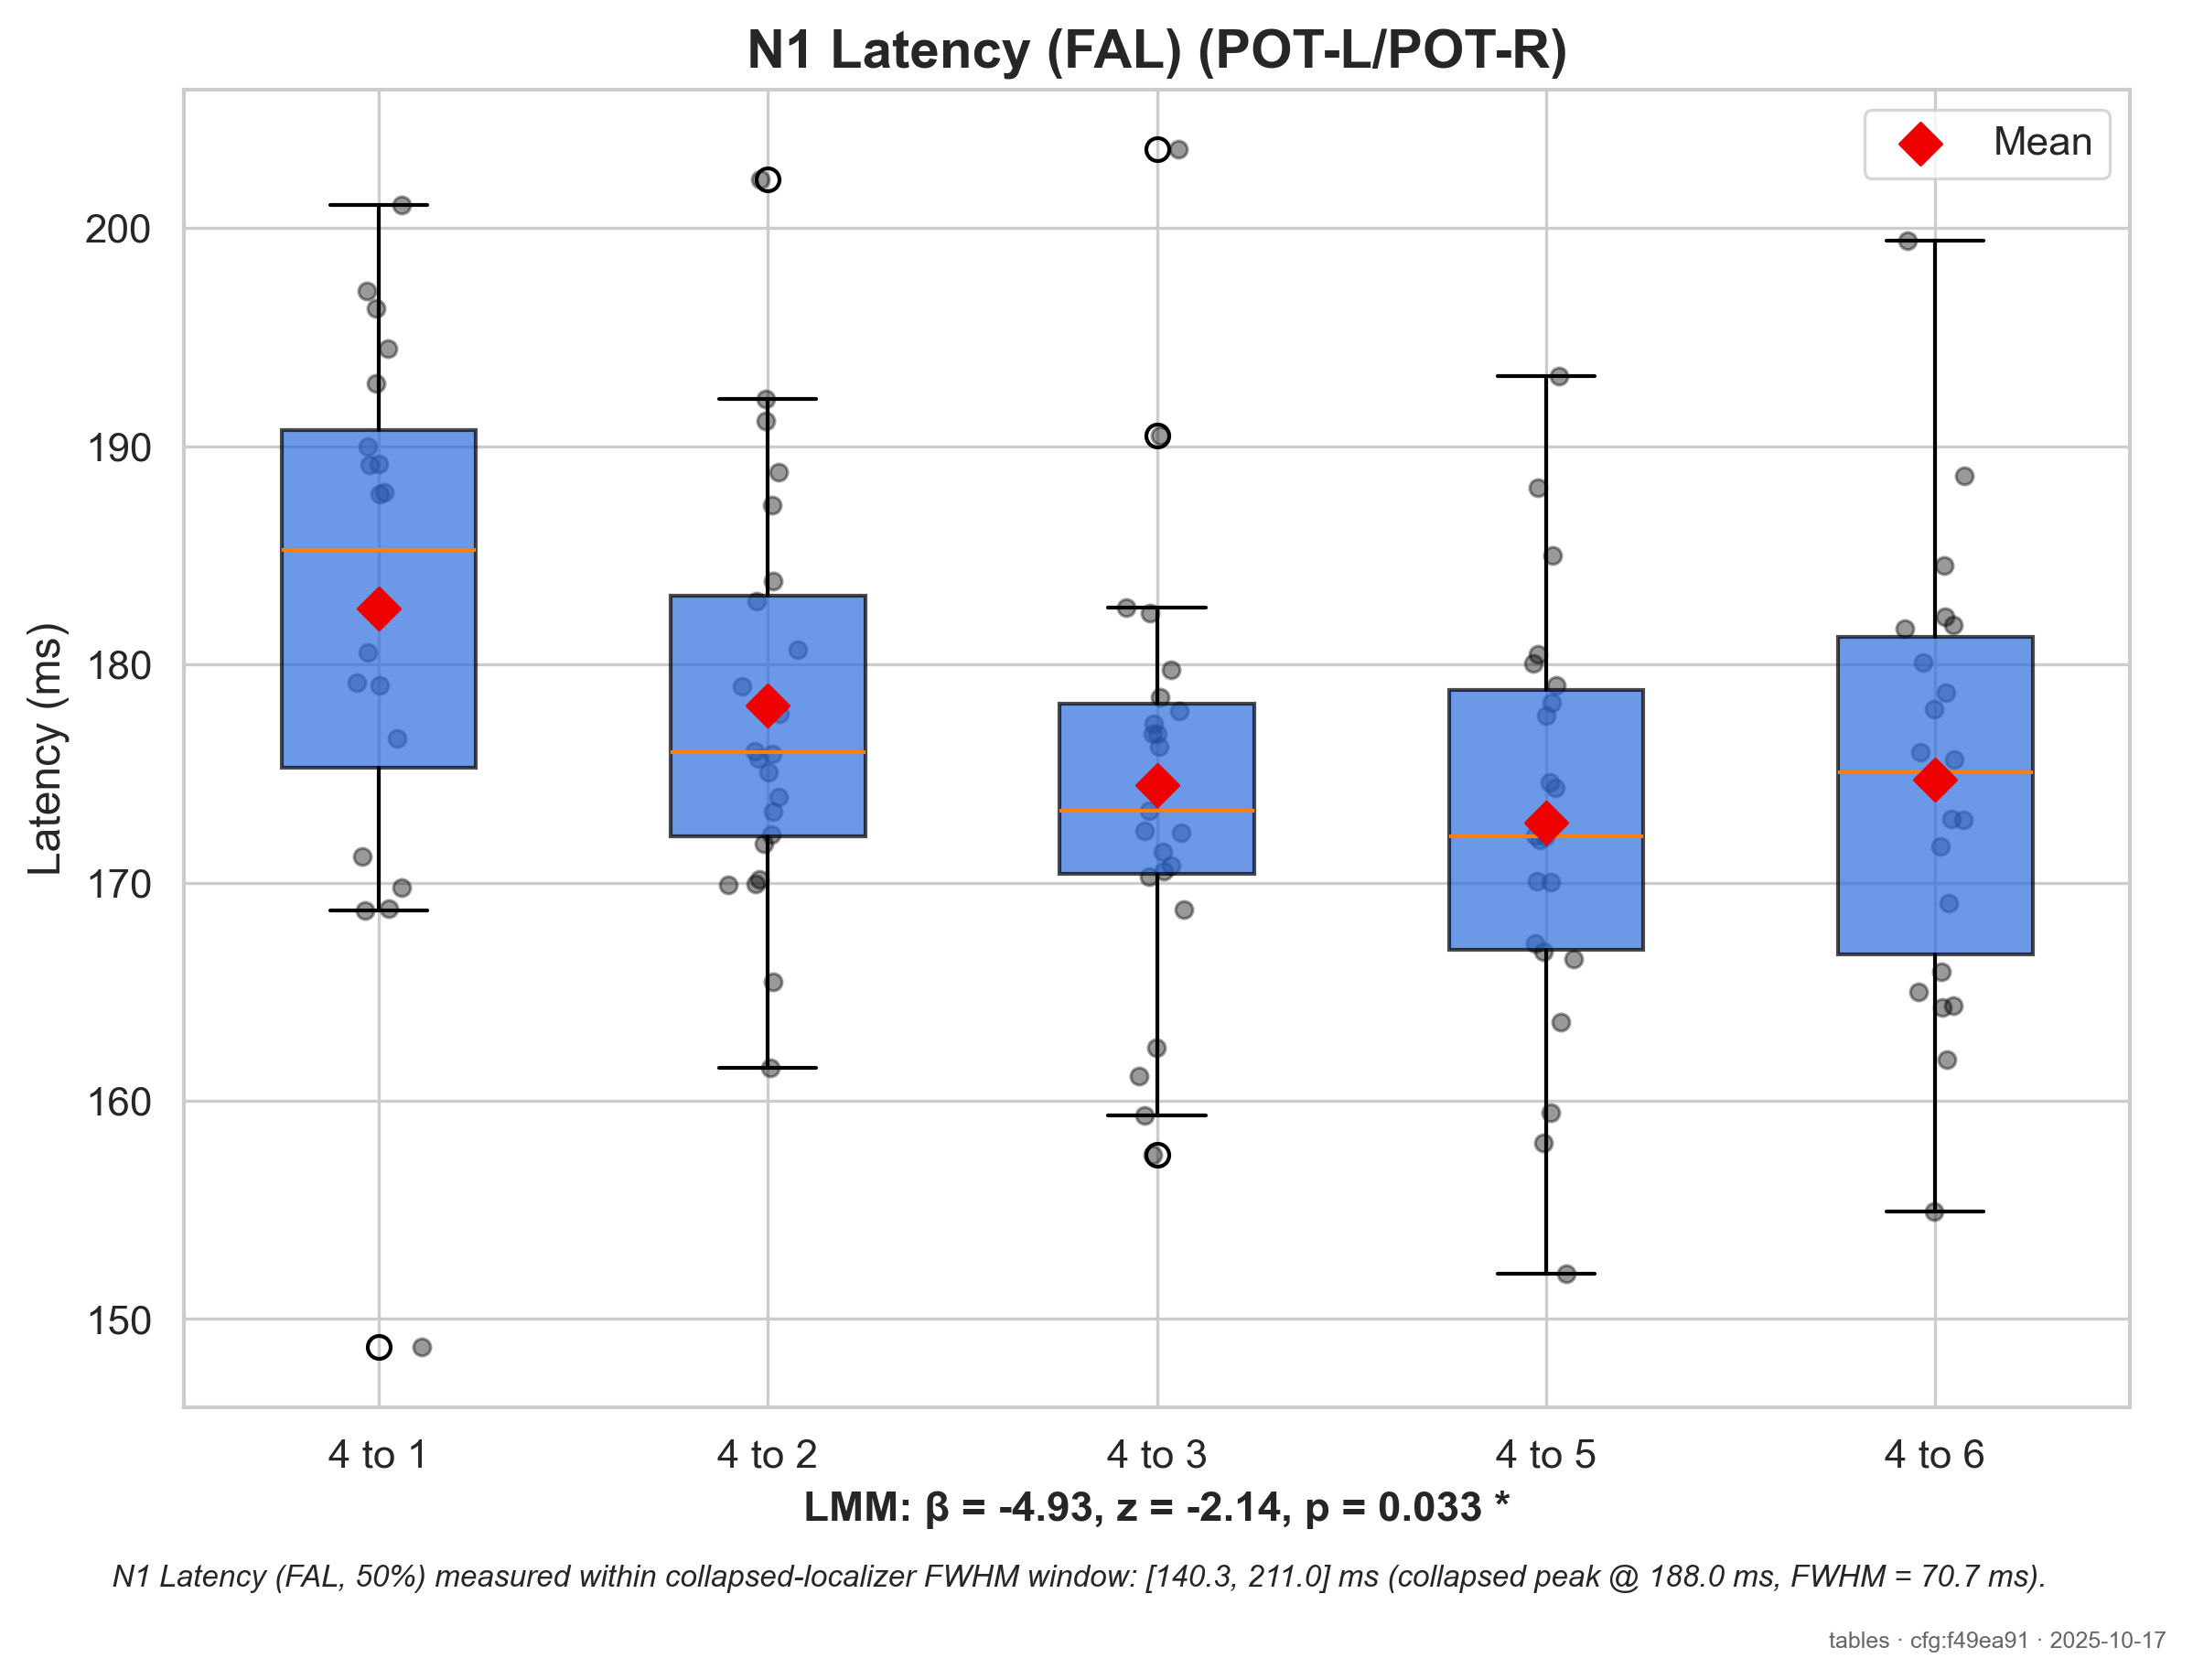 N1 Latency (FAL) (POT-L/POT-R)
Mean
Latency (ms)
200
190
180
170
160
150
4 to 1
4 to 2
4 to 3
4 to 5
4 to 6
LMM: β = -4.93, z = -2.14, p = 0.033 *
N1 Latency (FAL, 50%) measured within collapsed-localizer FWHM window: [140.3, 211.0] ms (collapsed peak @ 188.0 ms, FWHM = 70.7 ms).
tables · cfg:f49ea91 · 2025-10-17